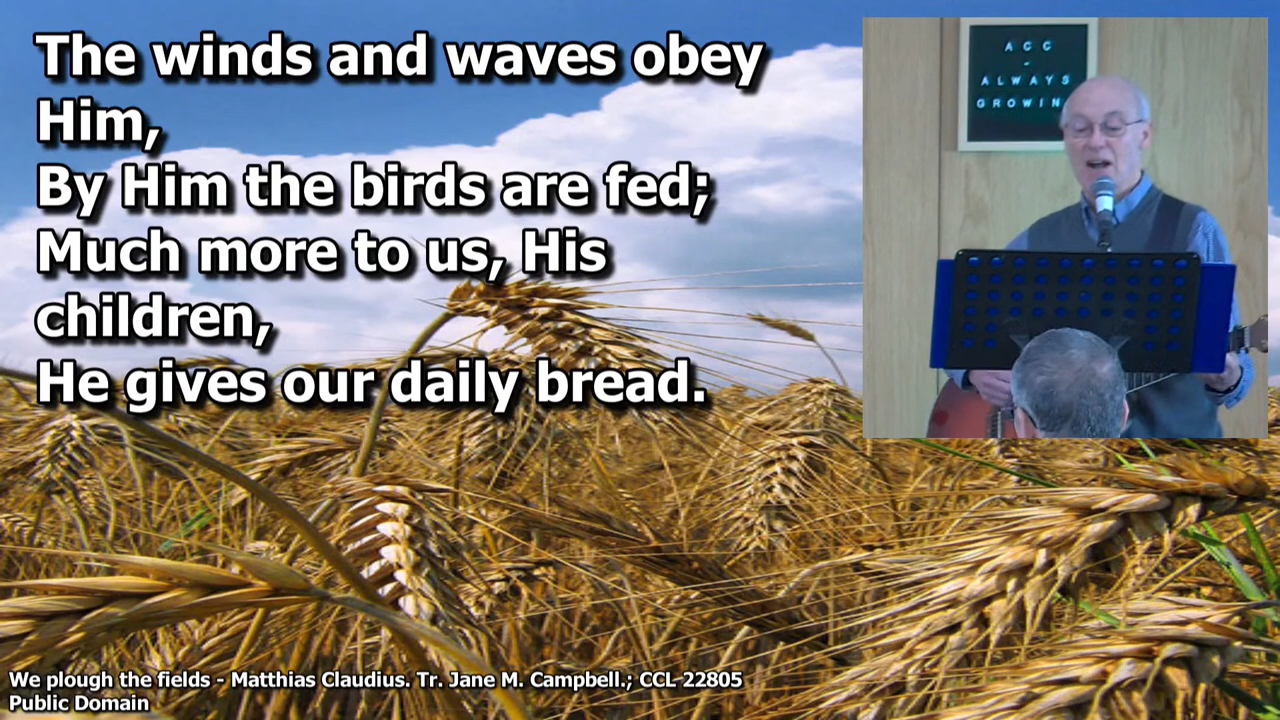 The winds and waves obey
Him,
By Him the birds are fed;
Much more to us, His
children,
He gives our daily bread.
ACC
-
ALWAYS
GROWIN
We plough the fields - Matthias Claudius. Tr. Jane M. Campbell.; CCL 22805
Public Domain